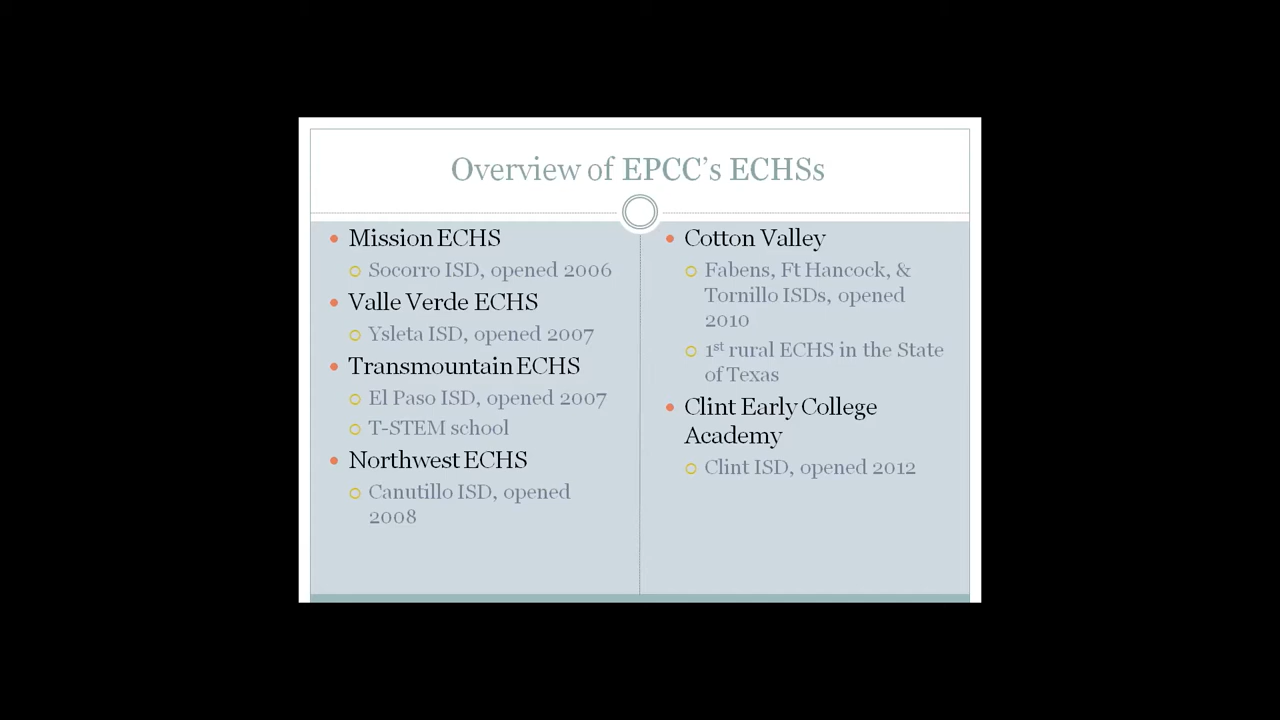 Overview of EPCC’s ECHSs
Mission ECHS
Socorro ISD, opened 2006
Valle Verde ECHS
Ysleta ISD, opened 2007
Transmountain ECHS
El Paso ISD, opened 2007
T-STEM school
Northwest ECHS
Canutillo ISD, opened
2008
Cotton Valley
Fabens, Ft Hancock, &
Tornillo ISDs, opened
2010
1st rural ECHS in the State
of Texas
Clint Early College
Academy
Clint ISD, opened 2012